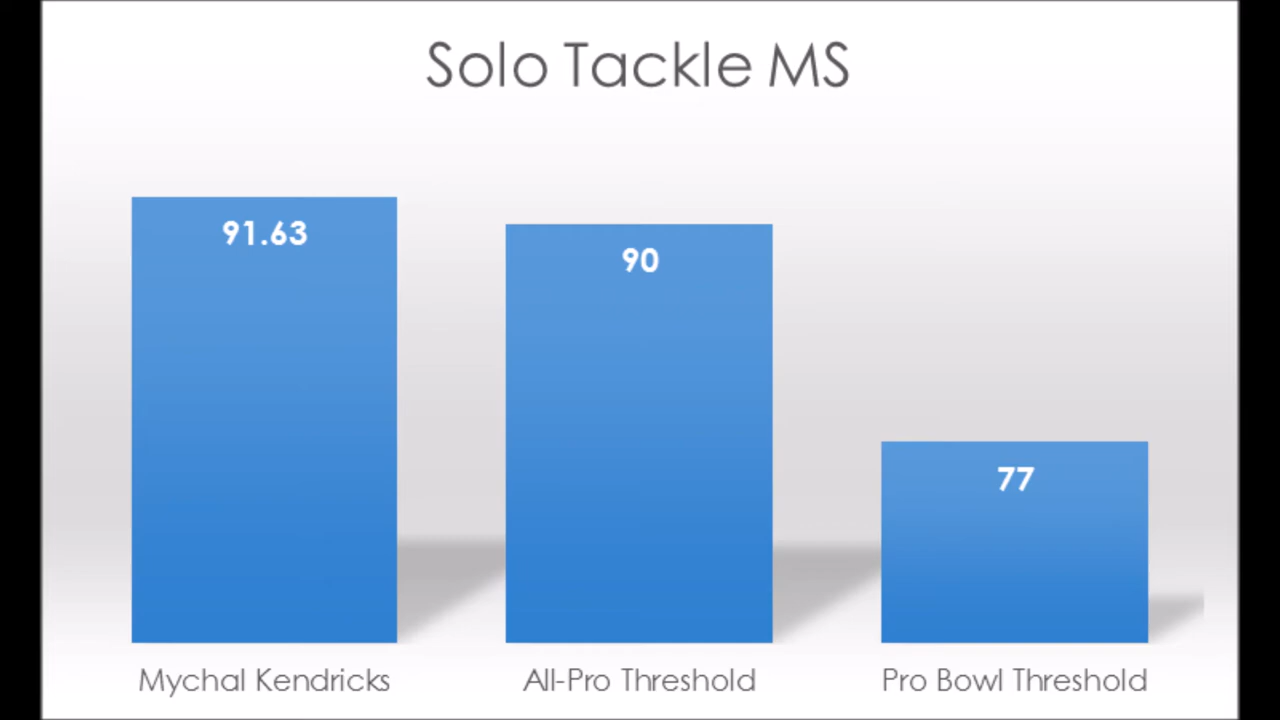 Solo Tackle MS
91.63
90
77
Mychal Kendricks
All-Pro Threshold
Pro Bowl Threshold